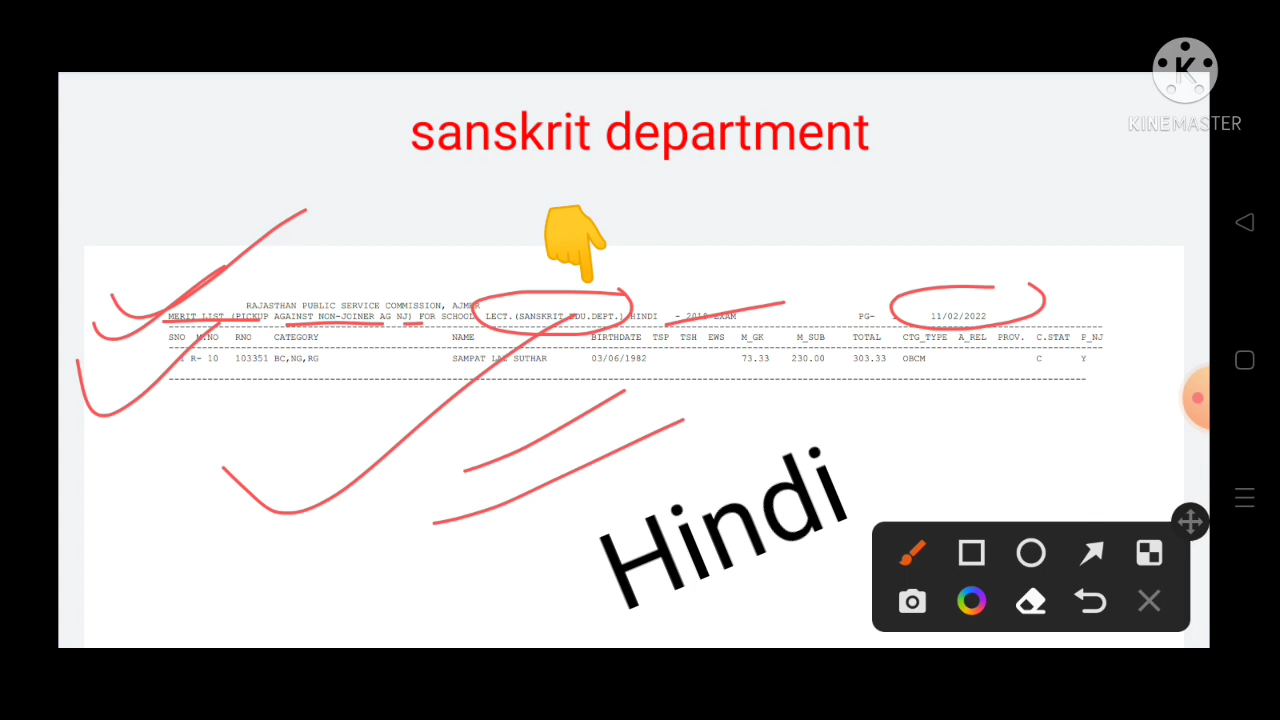 KINEMASTER
sanskrit department
RAJASTHAN PUBLIC SERVICE COMMISSION, AJMER
MERIT LIST (PICKUP AGAINST NON-JOINER AG NJ) FOR SCHOOL LECT.(SANSKRIT EDU.DEPT.) HINDI - 2018 EXAM PG- 11/02/2022
SNO M.NO RNO CATEGORY NAME BIRTHDATE TSP TSH EWS M_GK M_SUB TOTAL CTG_TYPE A_REL PROV. C.STAT P_NJ
1 R- 10 103351 BC,NG,RG SAMPAT LAL SUTHAR 03/06/1982 73.33 230.00 303.33 OBCM C Y
Hindi